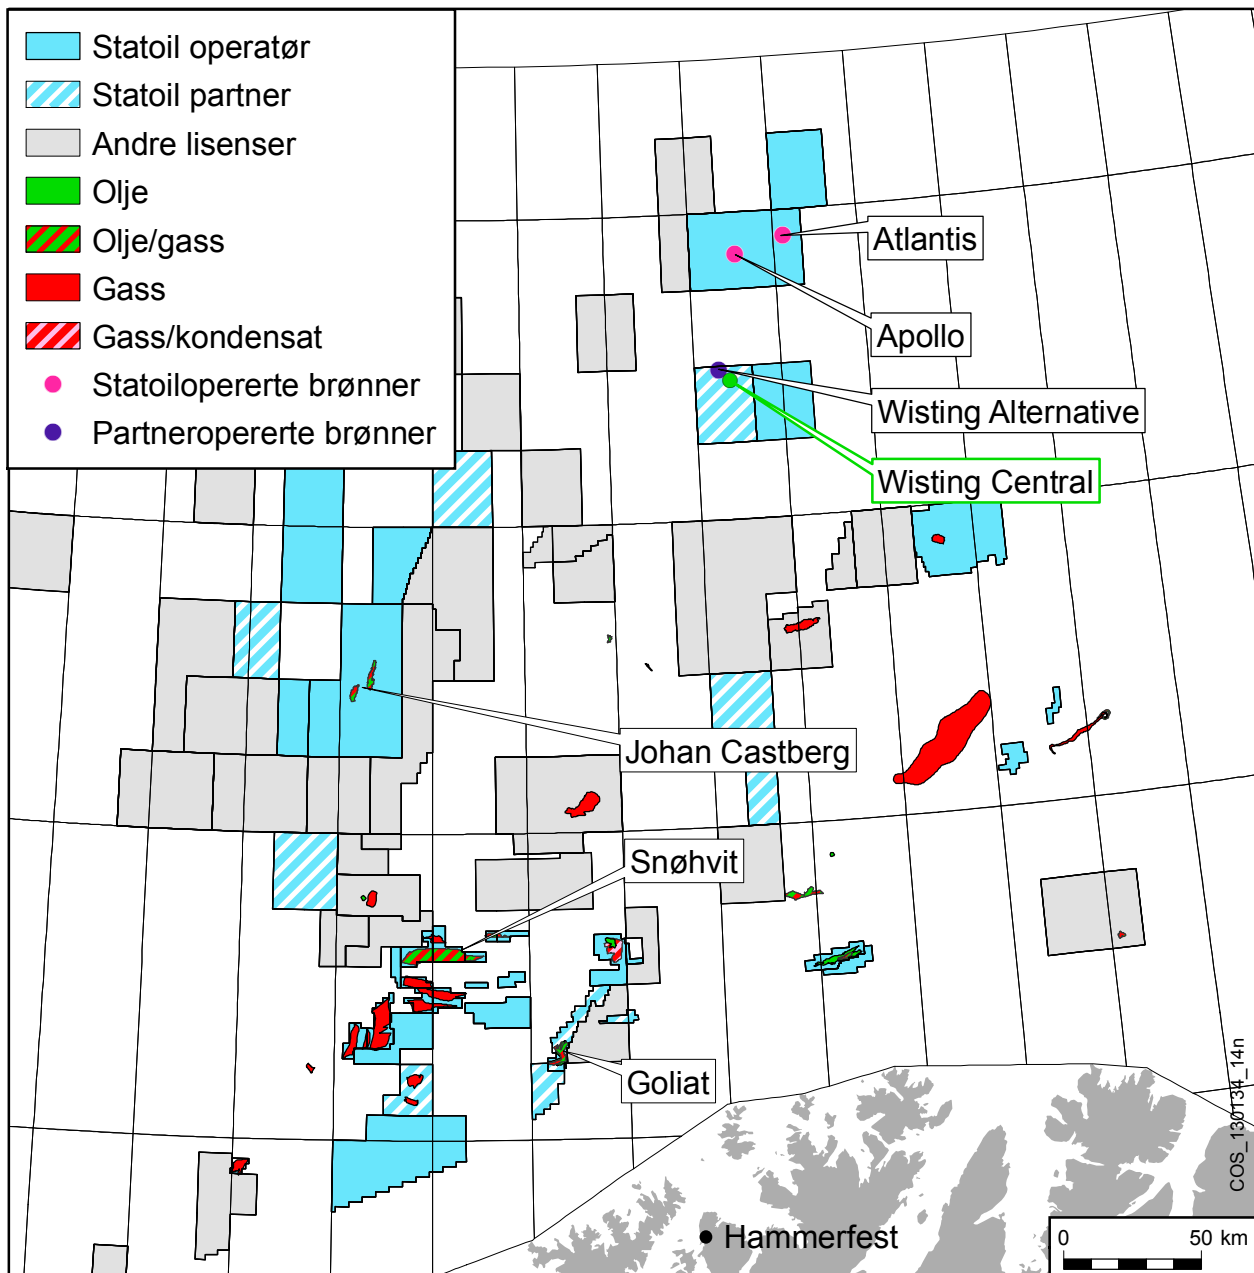 Statoil operatør
Statoil partner
Andre lisenser
Olje
Olje/gass
Gass
Gass/kondensat
Statoilopererte brønner
Partneropererte brønner
Atlantis
Apollo
Wisting Alternative
Wisting Central
Johan Castberg
Snøhvit
Goliat
Hammerfest
COS_130134_14n
0 50 km